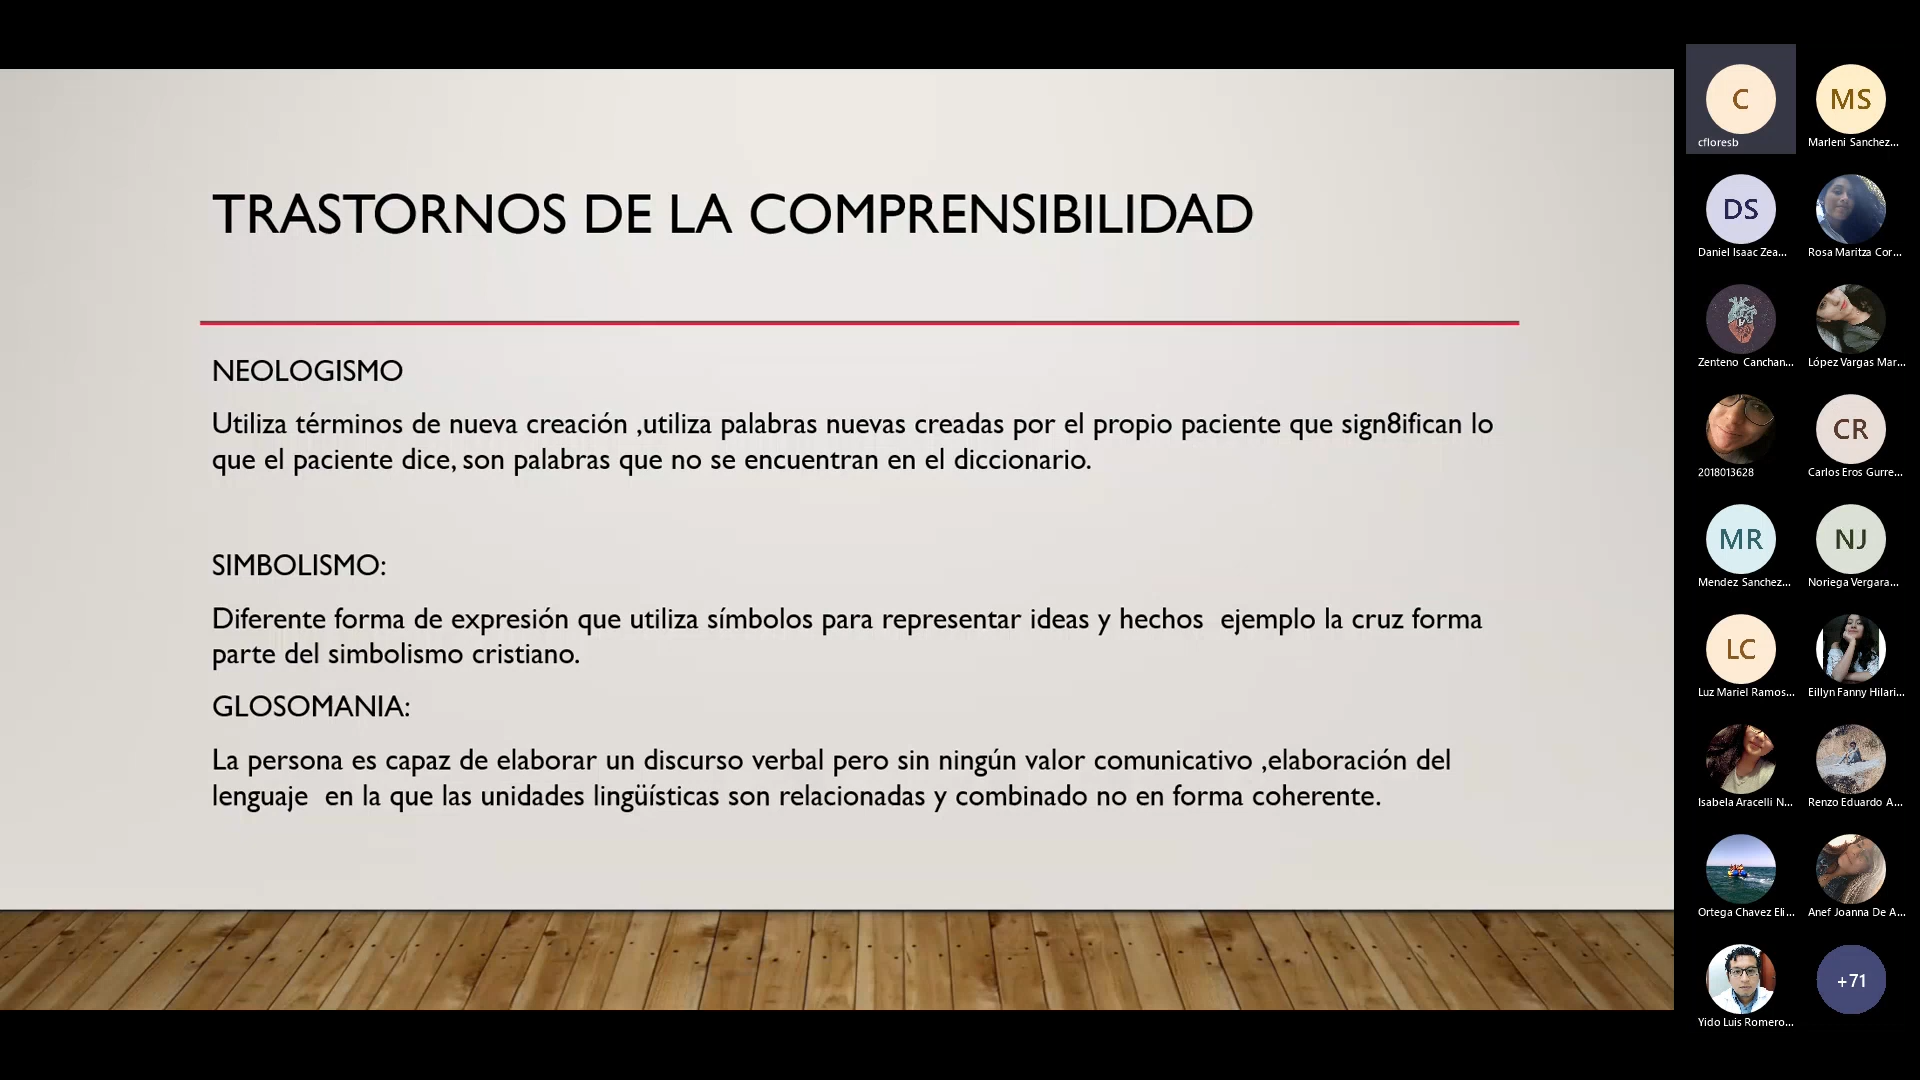 TRASTORNOS DE LA COMPRENSIBILIDAD
NEOLOGISMO
Utiliza términos de nueva creación ,utiliza palabras nuevas creadas por el propio paciente que sign8ifican lo
que el paciente dice, son palabras que no se encuentran en el diccionario.
SIMBOLISMO:
Diferente forma de expresión que utiliza símbolos para representar ideas y hechos  ejemplo la cruz forma
parte del simbolismo cristiano.
GLOSOMANIA:
La persona es capaz de elaborar un discurso verbal pero sin ningún valor comunicativo ,elaboración del
lenguaje  en la que las unidades lingüísticas son relacionadas y combinado no en forma coherente.
C
cfloresb
MS
Marleni Sanchez...
DS
Daniel Isaac Zea...
Rosa Maritza Cor...
Zenteno Canchan...
López Vargas Mar...
2018013628
CR
Carlos Eros Gurre...
MR
Mendez Sanchez...
NJ
Noriega Vergara...
LC
Luz Mariel Ramos...
Eillyn Fanny Hilari...
Isabela Aracelli N...
Renzo Eduardo A...
Ortega Chavez Eli...
Anef Joanna De A...
Yido Luis Romero...
+71